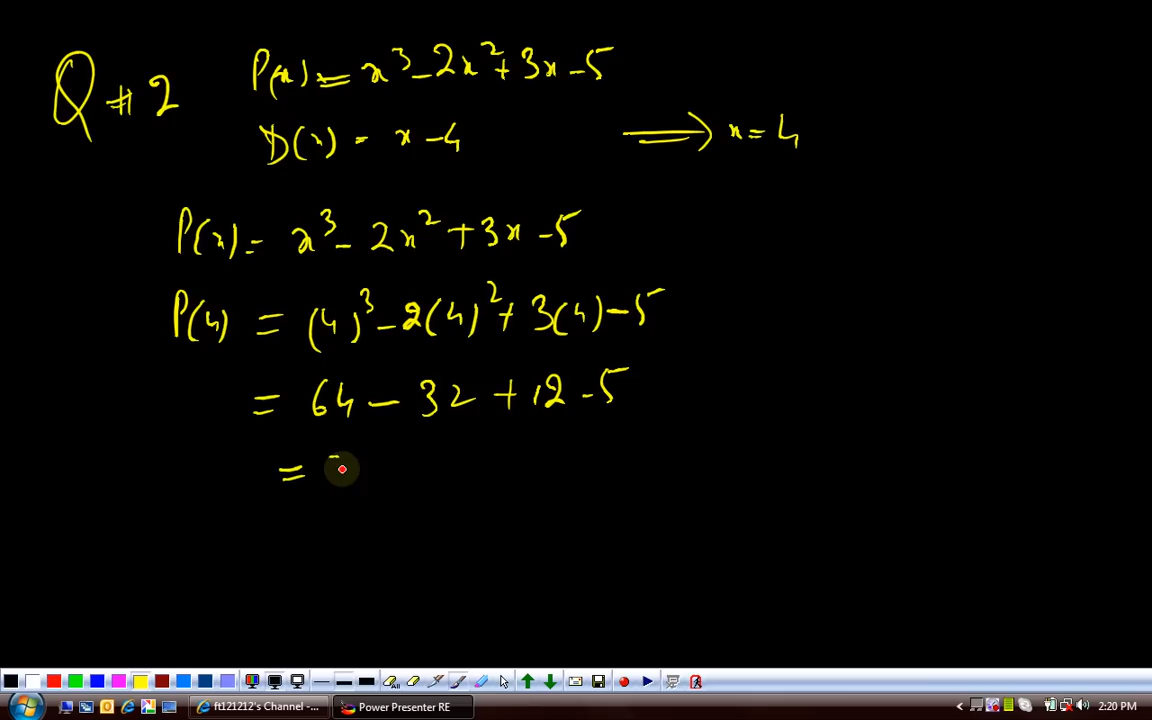 Q # 2
P(x) = x³ - 2x² + 3x - 5
D(x) = x - 4 ⟹ x = 4
P(x) = x³ - 2x² + 3x - 5
P(4) = (4)³ - 2(4)² + 3(4) - 5
= 64 - 32 + 12 - 5
=
All
ft121212's Channel -...
Power Presenter RE
2:20 PM